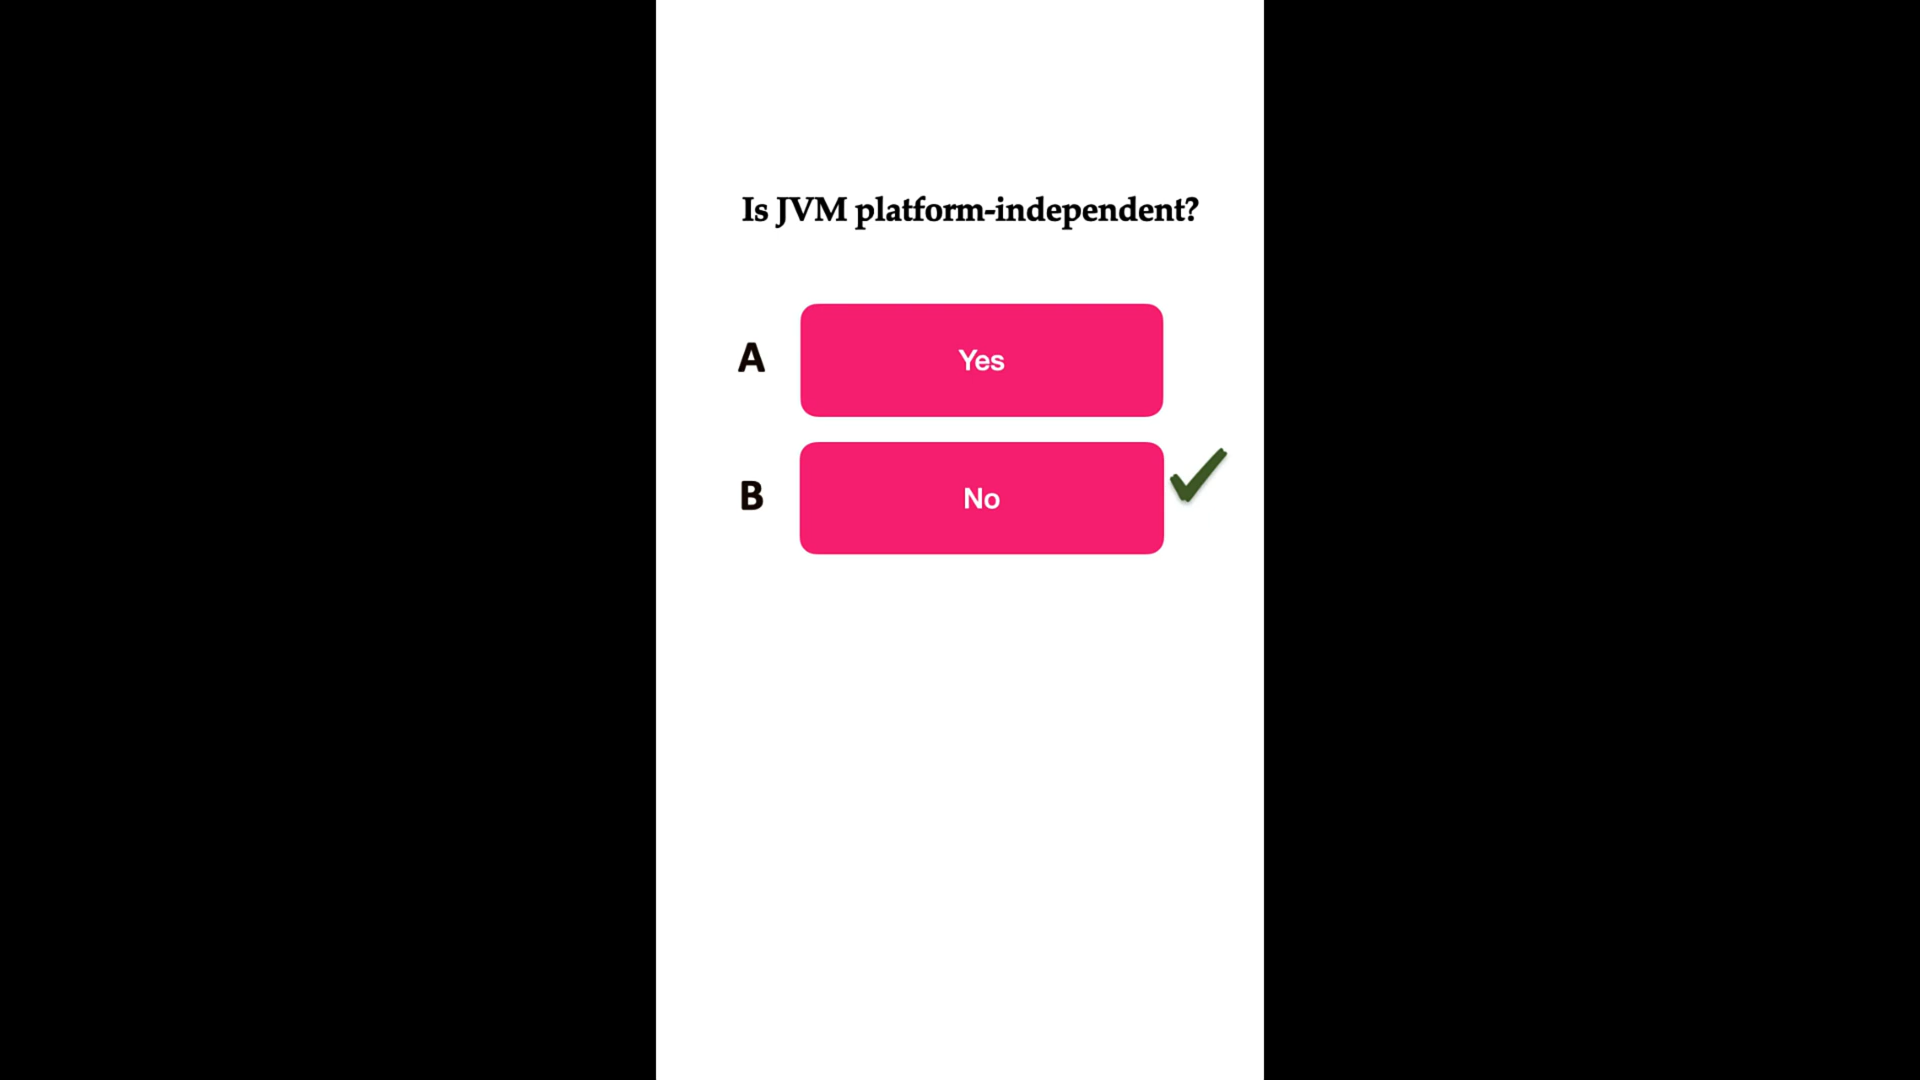 Is JVM platform-independent?
A Yes
B No